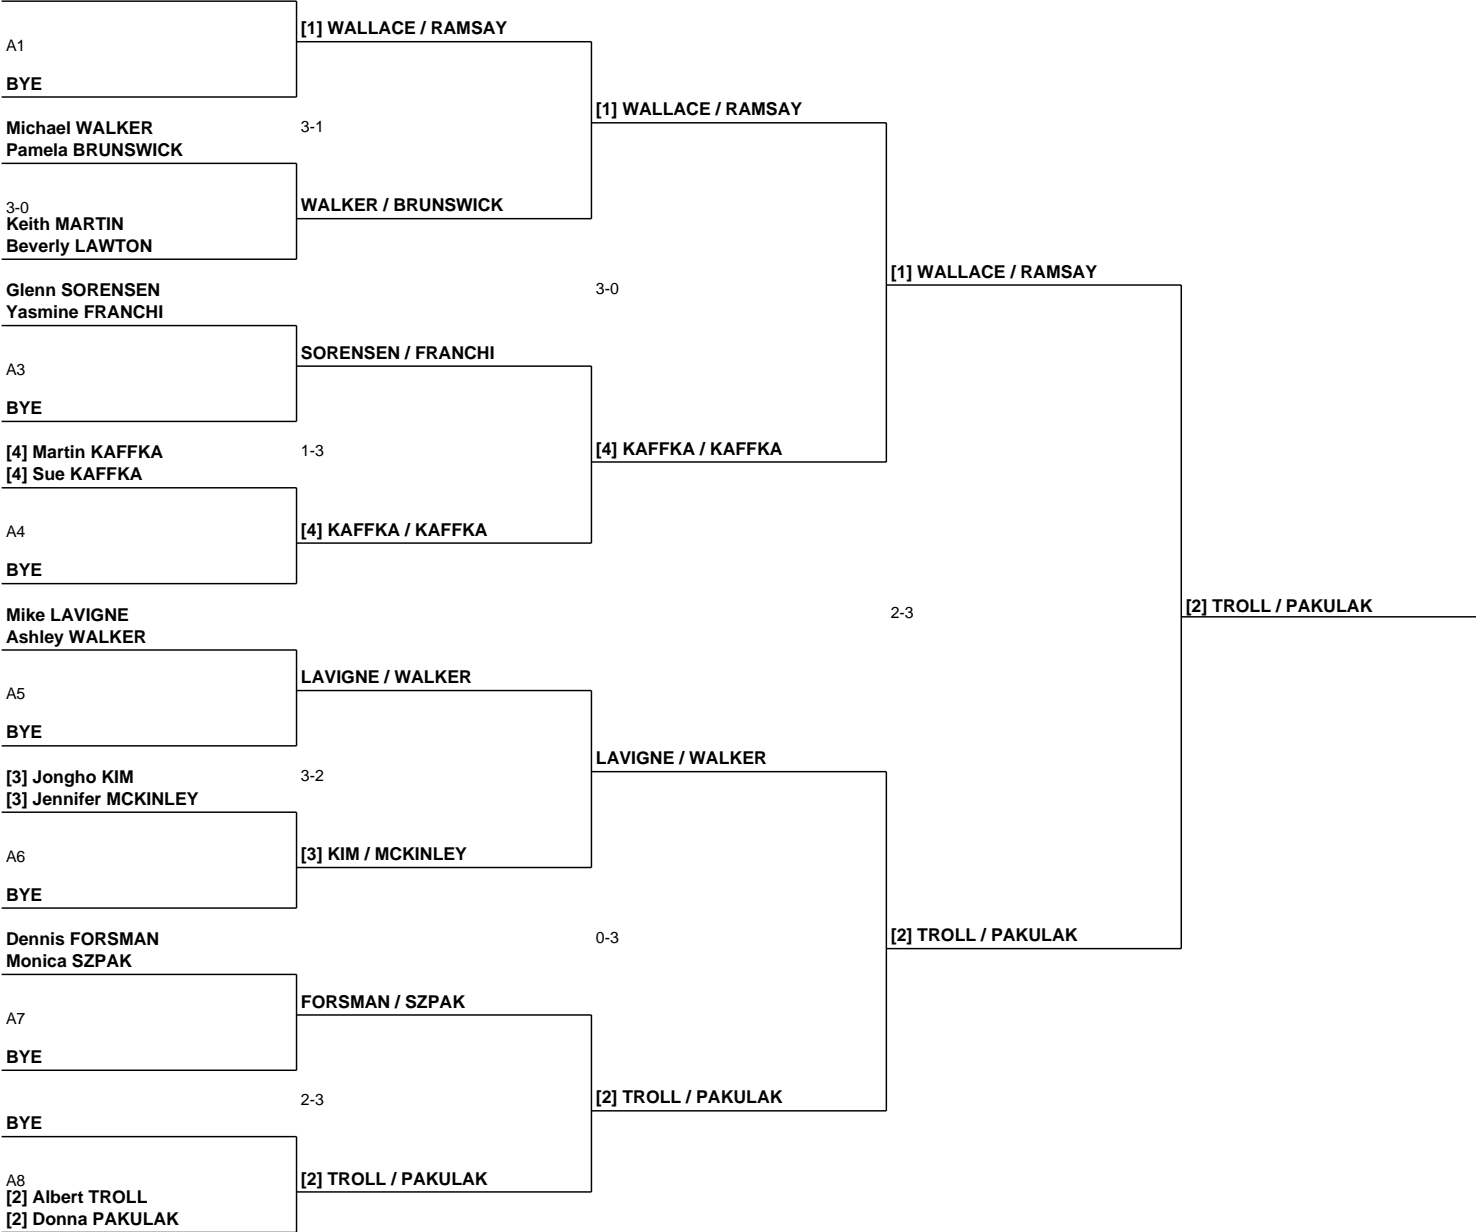 A1
BYE
Michael WALKER
Pamela BRUNSWICK
3-0
Keith MARTIN
Beverly LAWTON
Glenn SORENSEN
Yasmine FRANCHI
A3
BYE
[4] Martin KAFFKA
[4] Sue KAFFKA
A4
BYE
Mike LAVIGNE
Ashley WALKER
A5
BYE
[3] Jongho KIM
[3] Jennifer MCKINLEY
A6
BYE
Dennis FORSMAN
Monica SZPAK
A7
BYE
BYE
A8
[2] Albert TROLL
[2] Donna PAKULAK
[1] WALLACE / RAMSAY
3-1
WALKER / BRUNSWICK
SORENSEN / FRANCHI
1-3
[4] KAFFKA / KAFFKA
LAVIGNE / WALKER
3-2
[3] KIM / MCKINLEY
FORSMAN / SZPAK
2-3
[2] TROLL / PAKULAK
[1] WALLACE / RAMSAY
3-0
[4] KAFFKA / KAFFKA
LAVIGNE / WALKER
0-3
[2] TROLL / PAKULAK
[1] WALLACE / RAMSAY
2-3
[2] TROLL / PAKULAK
[2] TROLL / PAKULAK